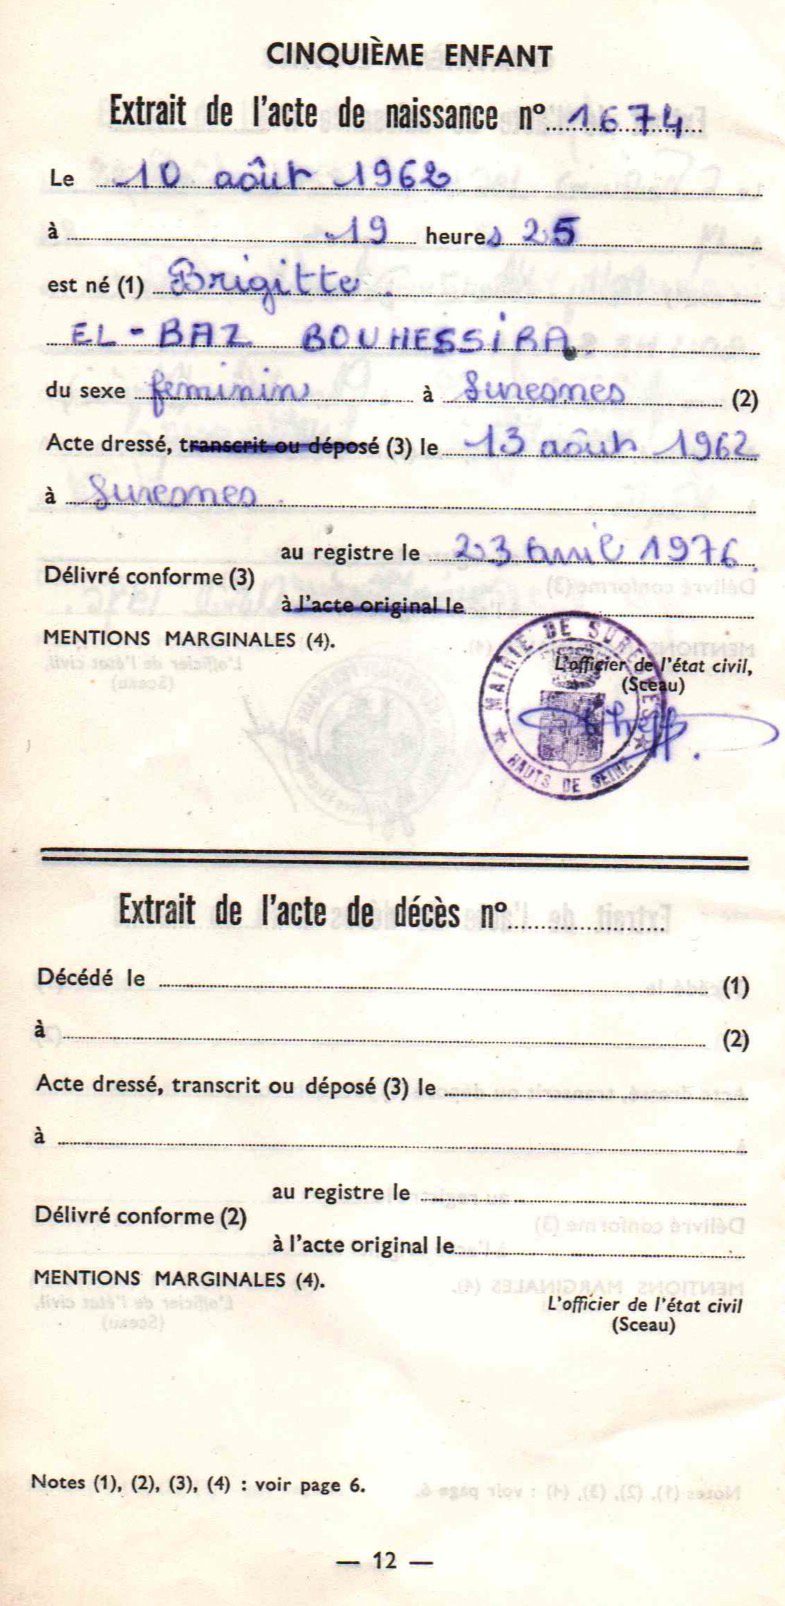 CINQUIÈME ENFANT
Extrait de l'acte de naissance n° 1674
Le 10 août 1962
à 19 heures 25
est né (1) Brigitte.
EL-BAZ BOUHESSIRA
du sexe feminin à Suresnes (2)
Acte dressé, transcrit ou déposé (3) le 13 août 1962
à Suresnes.
au registre le 23 Avril 1976.
Délivré conforme (3)
à l'acte original le
MENTIONS MARGINALES (4).
L'officier de l'état civil,
(Sceau)
MAIRIE DE SURESNES
HAUTS DE SEINE
Extrait de l'acte de décès n°
Décédé le (1)
à (2)
Acte dressé, transcrit ou déposé (3) le
à
au registre le
Délivré conforme (2)
à l'acte original le
MENTIONS MARGINALES (4).
L'officier de l'état civil
(Sceau)
Notes (1), (2), (3), (4) : voir page 6.
— 12 —